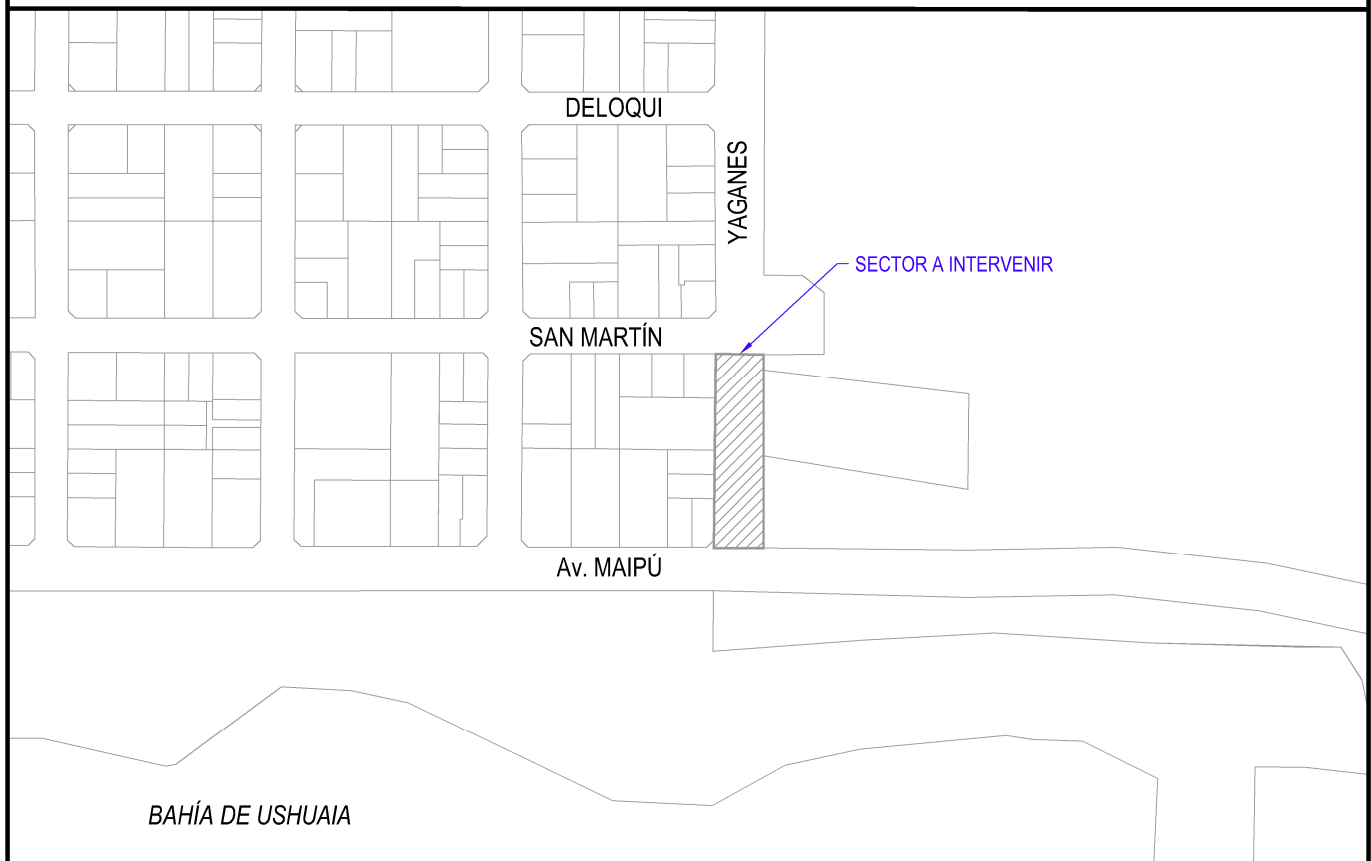 DELOQUI
YAGANES
SECTOR A INTERVENIR
SAN MARTÍN
Av. MAIPÚ
BAHÍA DE USHUAIA